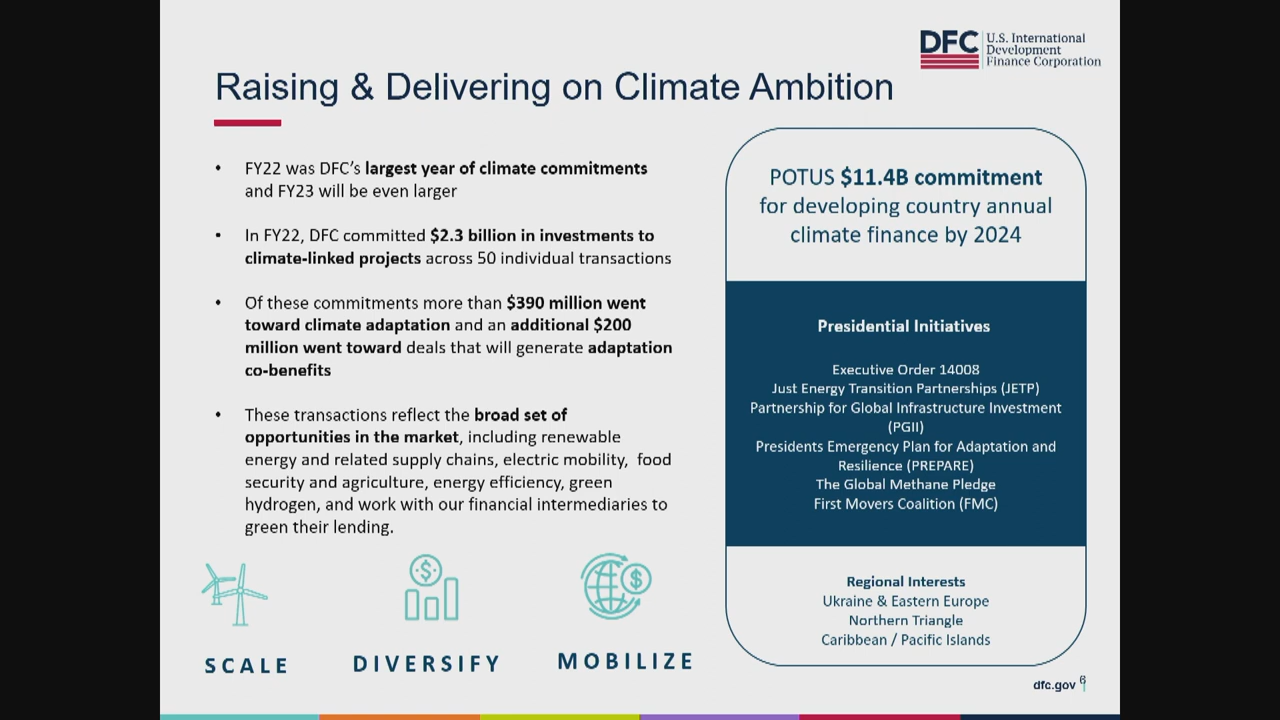 DFC
U.S. International
Development
Finance Corporation
Raising & Delivering on Climate Ambition
• FY22 was DFC’s largest year of climate commitments
and FY23 will be even larger
• In FY22, DFC committed $2.3 billion in investments to
climate-linked projects across 50 individual transactions
• Of these commitments more than $390 million went
toward climate adaptation and an additional $200
million went toward deals that will generate adaptation
co-benefits
• These transactions reflect the broad set of
opportunities in the market, including renewable
energy and related supply chains, electric mobility, food
security and agriculture, energy efficiency, green
hydrogen, and work with our financial intermediaries to
green their lending.
SCALE
DIVERSIFY
MOBILIZE
POTUS $11.4B commitment
for developing country annual
climate finance by 2024
Presidential Initiatives
Executive Order 14008
Just Energy Transition Partnerships (JETP)
Partnership for Global Infrastructure Investment
(PGII)
Presidents Emergency Plan for Adaptation and
Resilience (PREPARE)
The Global Methane Pledge
First Movers Coalition (FMC)
Regional Interests
Ukraine & Eastern Europe
Northern Triangle
Caribbean / Pacific Islands
dfc.gov 6